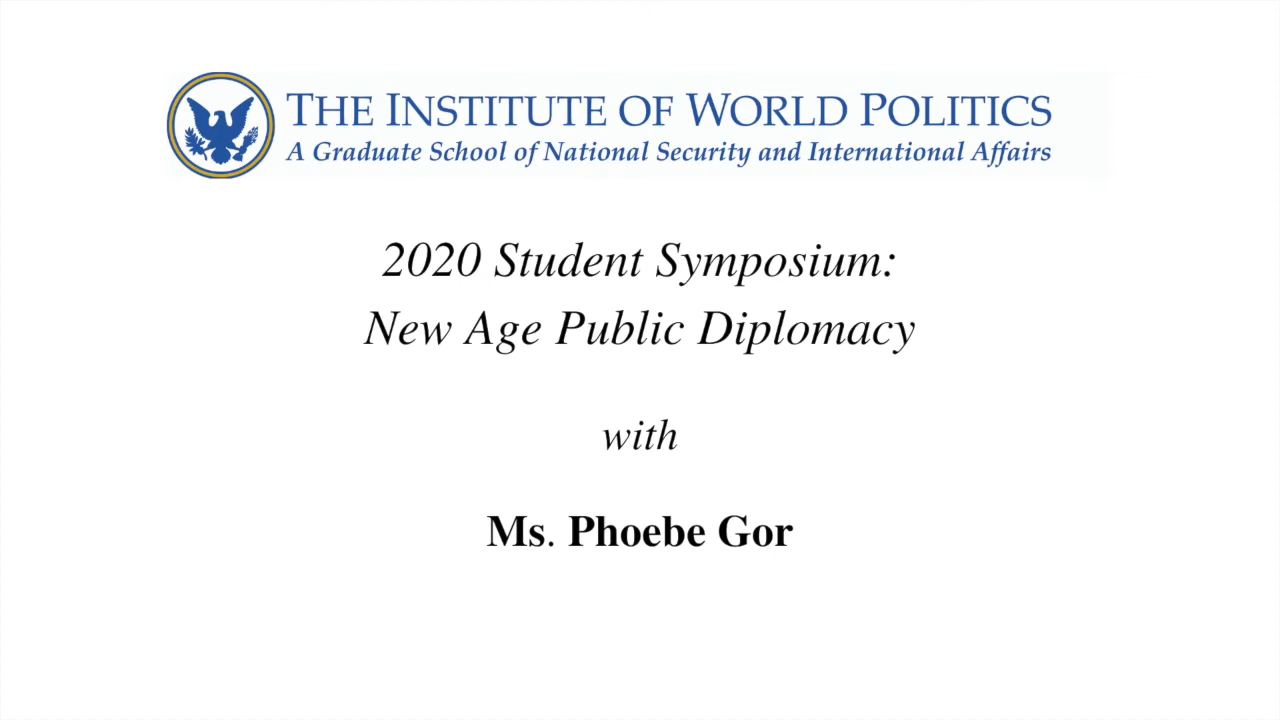 THE INSTITUTE OF WORLD POLITICS
A Graduate School of National Security and International Affairs
2020 Student Symposium:
New Age Public Diplomacy
with
Ms. Phoebe Gor